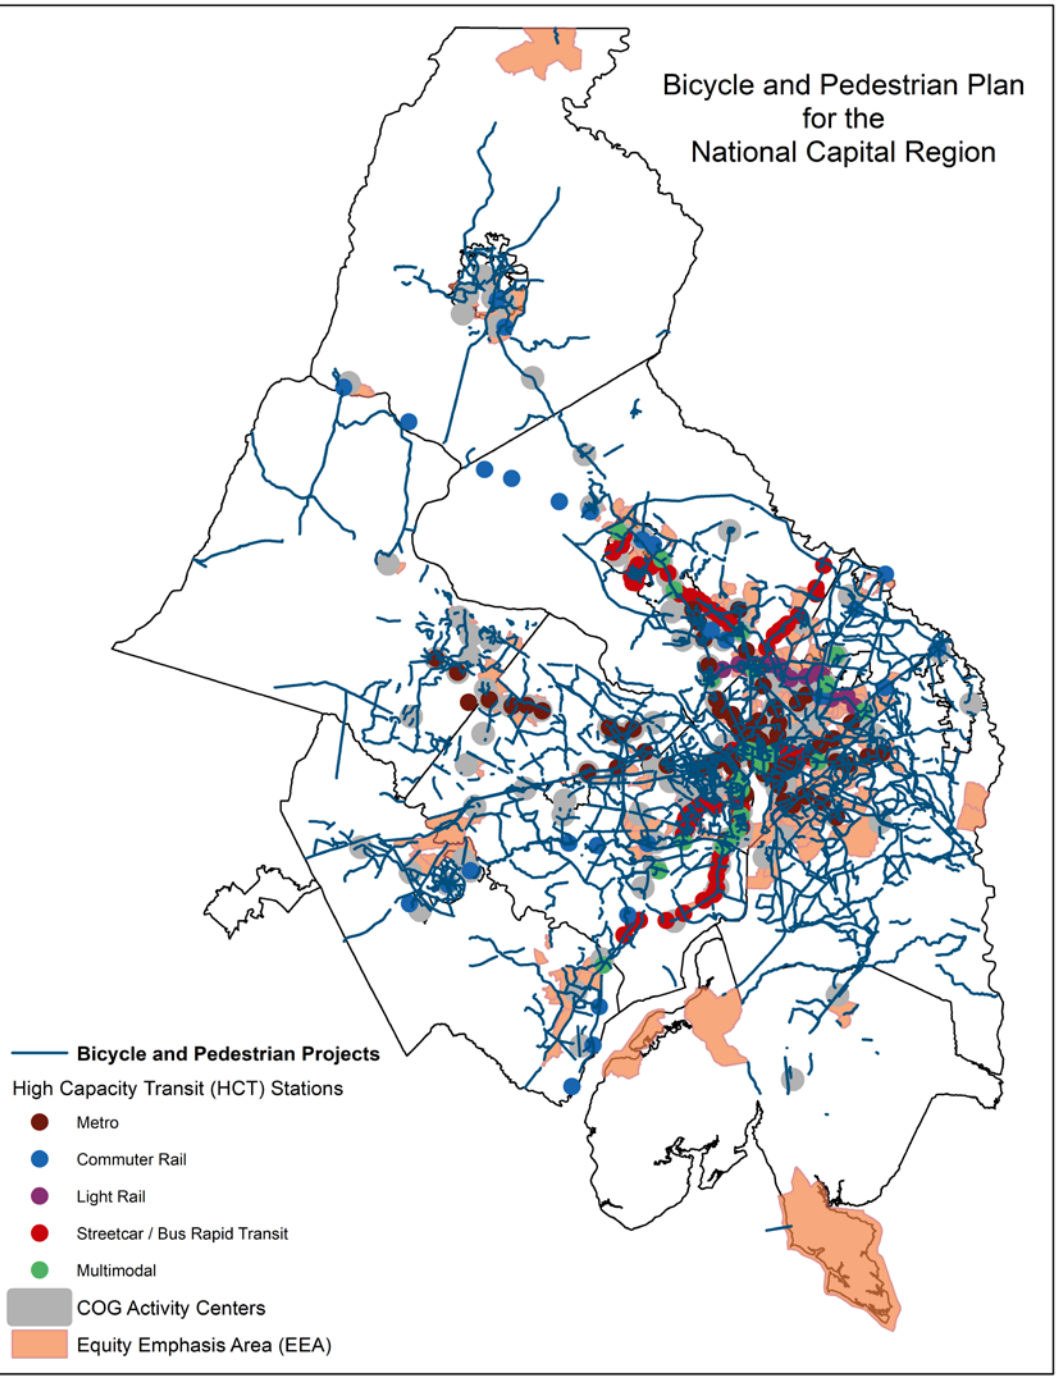 Bicycle and Pedestrian Plan
for the
National Capital Region
Bicycle and Pedestrian Projects
High Capacity Transit (HCT) Stations
Metro
Commuter Rail
Light Rail
Streetcar / Bus Rapid Transit
Multimodal
COG Activity Centers
Equity Emphasis Area (EEA)